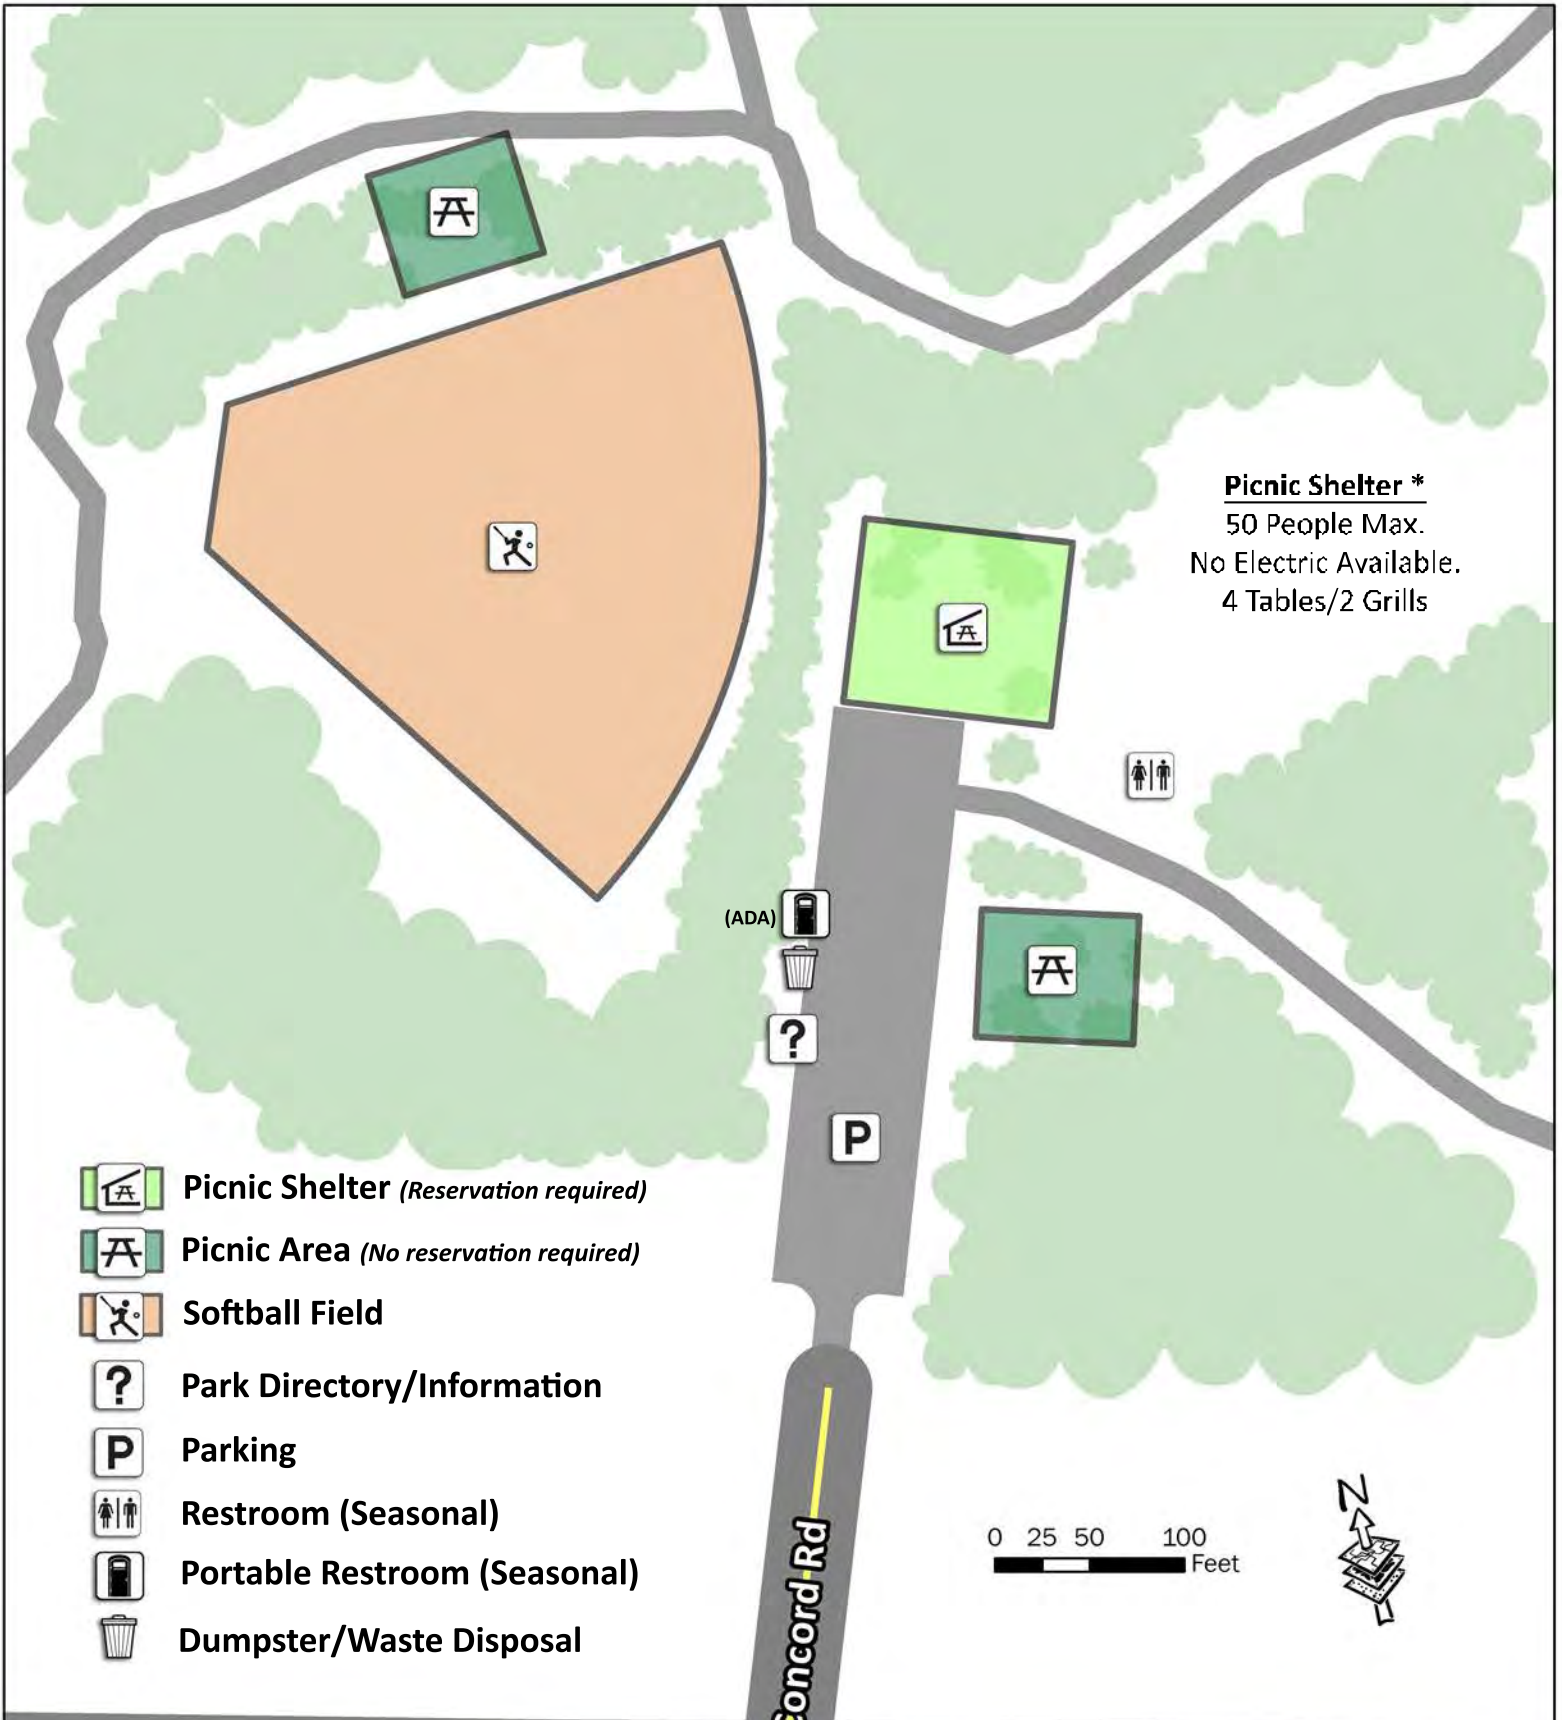 Picnic Shelter *
50 People Max.
No Electric Available.
4 Tables/2 Grills
(ADA)
?
P
Picnic Shelter (Reservation required)
Picnic Area (No reservation required)
Softball Field
? Park Directory/Information
P Parking
Restroom (Seasonal)
Portable Restroom (Seasonal)
Dumpster/Waste Disposal
Concord Rd
0 25 50 100
Feet
N